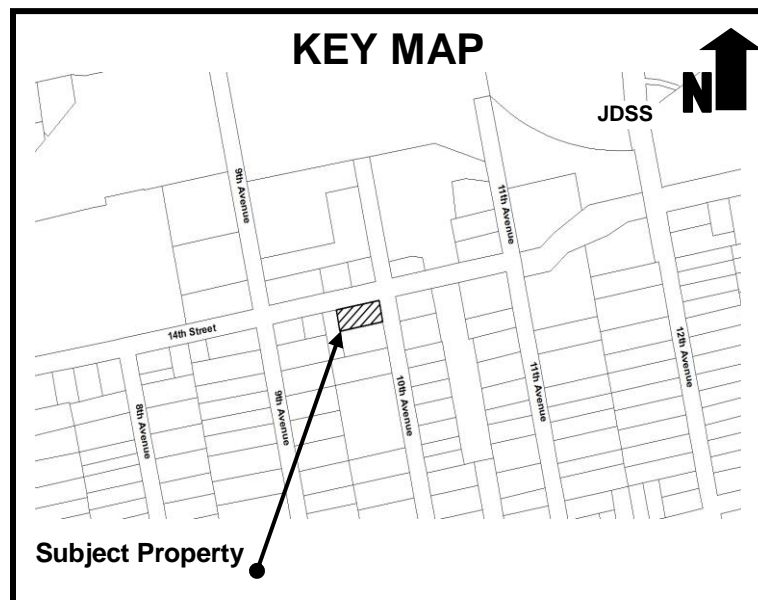 KEY MAP
N
JDSS
9th Avenue
11th Avenue
14th Street
8th Avenue
9th Avenue
10th Avenue
11th Avenue
12th Avenue
Subject Property